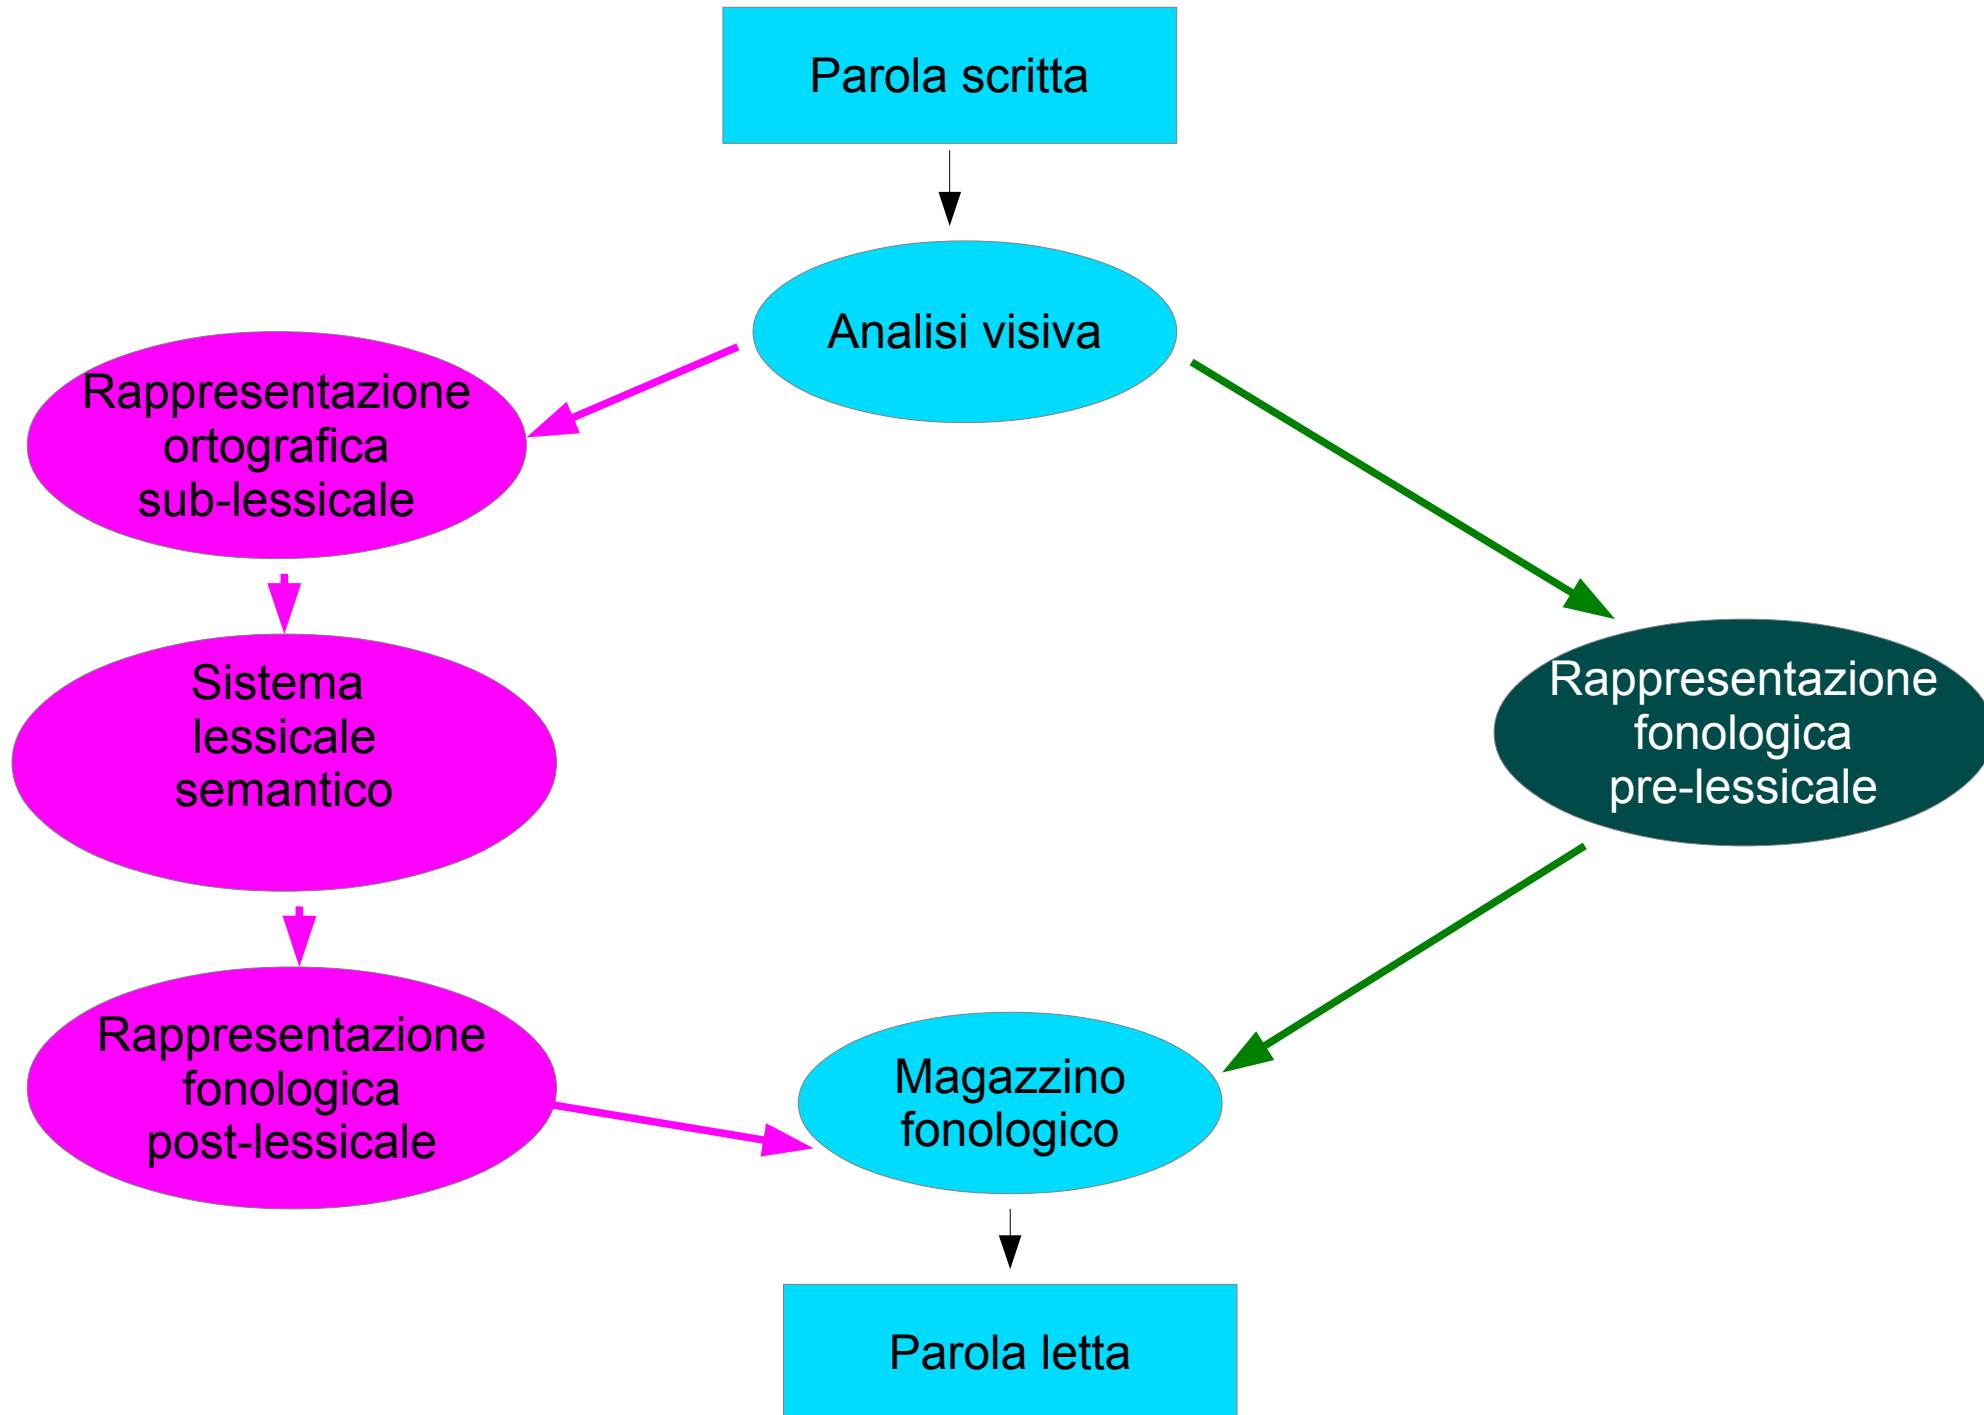 Parola scritta
Analisi visiva
Rappresentazione
ortografica
sub-lessicale
Sistema
lessicale
semantico
Rappresentazione
fonologica
pre-lessicale
Rappresentazione
fonologica
post-lessicale
Magazzino
fonologico
Parola letta